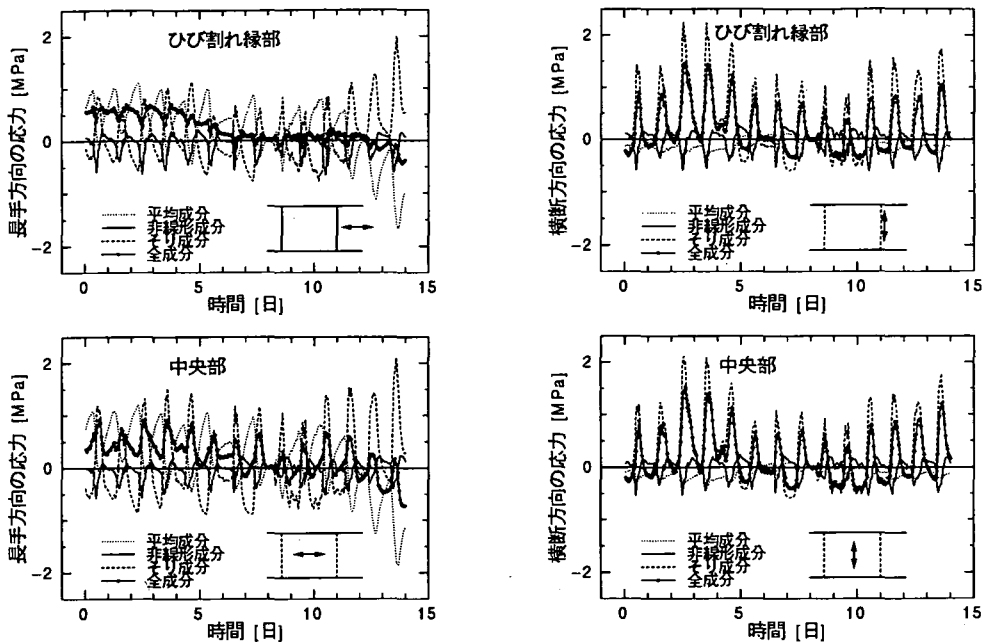 ひび割れ縁部
長手方向の応力 [MPa]
2
0
-2
平均成分
非線形成分
そり成分
全成分
0 5 10 15
時間 [日]
ひび割れ縁部
横断方向の応力 [MPa]
2
0
-2
平均成分
非線形成分
そり成分
全成分
0 5 10 15
時間 [日]
中央部
長手方向の応力 [MPa]
2
0
-2
平均成分
非線形成分
そり成分
全成分
0 5 10 15
時間 [日]
中央部
横断方向の応力 [MPa]
2
0
-2
平均成分
非線形成分
そり成分
全成分
0 5 10 15
時間 [日]